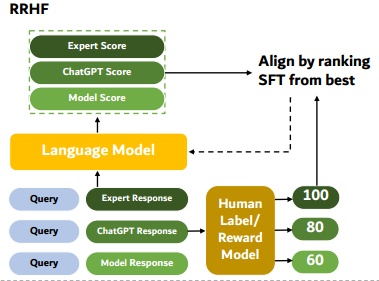 RRHF
Expert Score
ChatGPT Score
Model Score
Align by ranking
SFT from best
Language Model
Query
Expert Response
Query
ChatGPT Response
Query
Model Response
Human
Label/
Reward
Model
100
80
60